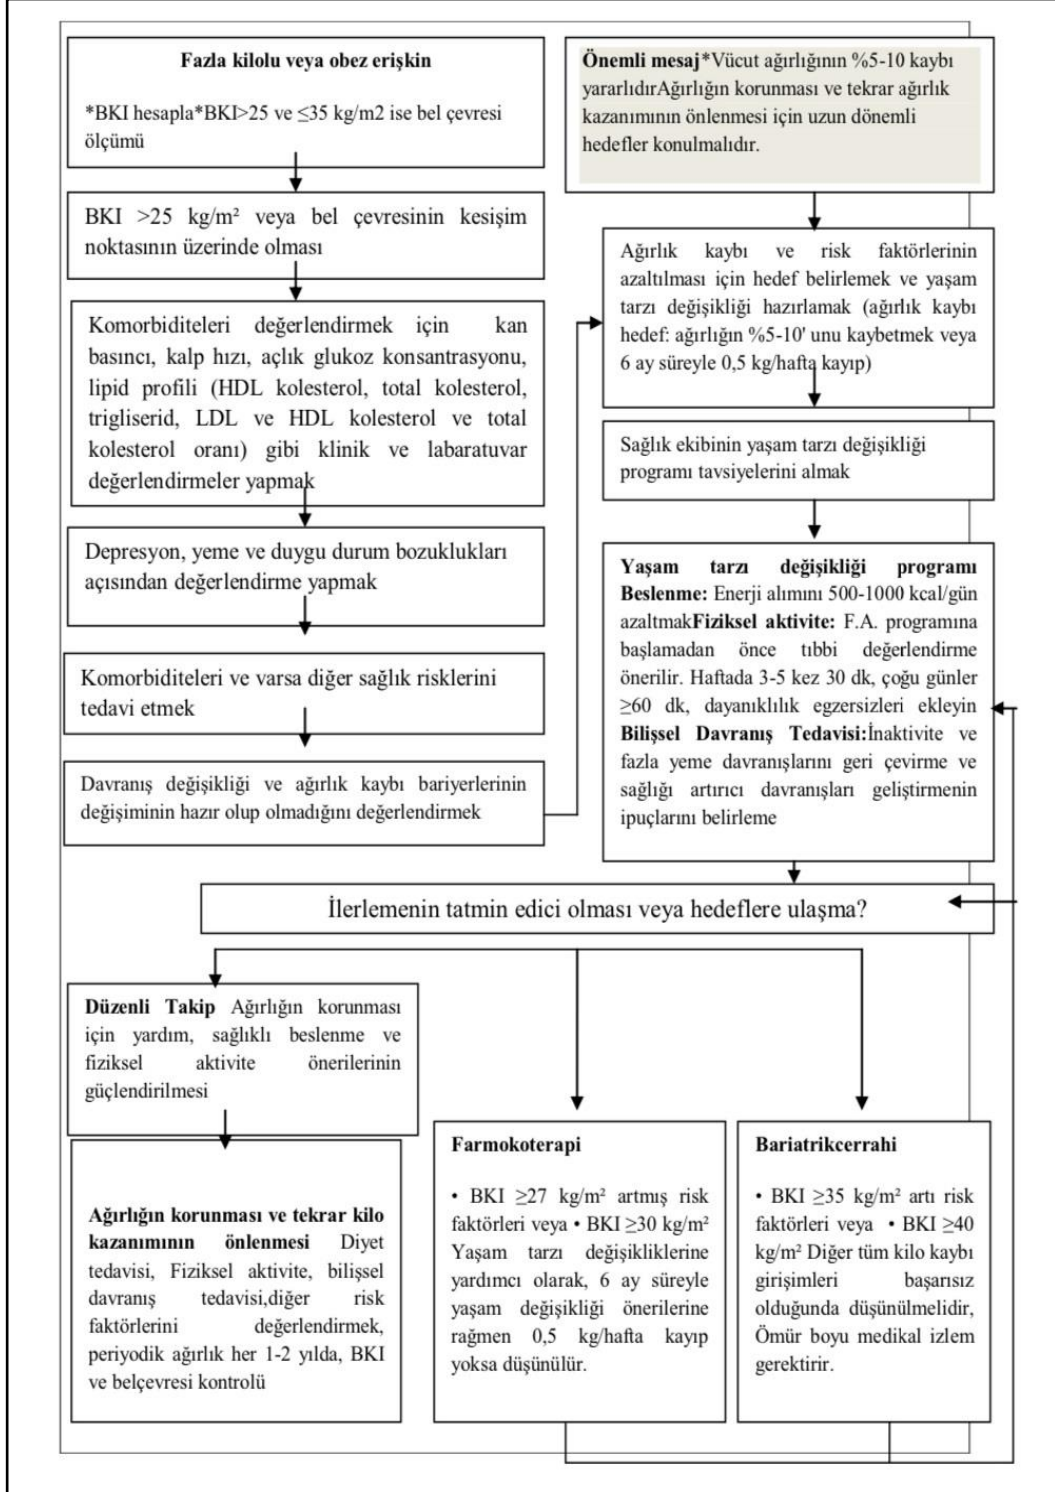 Fazla kilolu veya obez erişkin
*BKI hesapla*BKI>25 ve ≤35 kg/m2 ise bel çevresi
ölçümü
BKI >25 kg/m² veya bel çevresinin kesişim
noktasının üzerinde olması
Komorbiditeleri değerlendirmek için kan
basıncı, kalp hızı, açlık glukoz konsantrasyonu,
lipid profili (HDL kolesterol, total kolesterol,
trigliserid, LDL ve HDL kolesterol ve total
kolesterol oranı) gibi klinik ve labaratuvar
değerlendirmeler yapmak
Depresyon, yeme ve duygu durum bozuklukları
açısından değerlendirme yapmak
Komorbiditeleri ve varsa diğer sağlık risklerini
tedavi etmek
Davranış değişikliği ve ağırlık kaybı bariyerlerinin
değişiminin hazır olup olmadığını değerlendirmek
Önemli mesaj*Vücut ağırlığının %5-10 kaybı
yararlıdırAğırlığın korunması ve tekrar ağırlık
kazanımının önlenmesi için uzun dönemli
hedefler konulmalıdır.
Ağırlık kaybı ve risk faktörlerinin
azaltılması için hedef belirlemek ve yaşam
tarzı değişikliği hazırlamak (ağırlık kaybı
hedef: ağırlığın %5-10' unu kaybetmek veya
6 ay süreyle 0,5 kg/hafta kayıp)
Sağlık ekibinin yaşam tarzı değişikliği
programı tavsiyelerini almak
Yaşam tarzı değişikliği programı
Beslenme: Enerji alımını 500-1000 kcal/gün
azaltmakFiziksel aktivite: F.A. programına
başlamadan önce tıbbi değerlendirme
önerilir. Haftada 3-5 kez 30 dk, çoğu günler
≥60 dk, dayanıklılık egzersizleri ekleyin
Bilişsel Davranış Tedavisi:İnaktivite ve
fazla yeme davranışlarını geri çevirme ve
sağlığı artırıcı davranışları geliştirmenin
ipuçlarını belirleme
İlerlemenin tatmin edici olması veya hedeflere ulaşma?
Düzenli Takip Ağırlığın korunması
için yardım, sağlıklı beslenme ve
fiziksel aktivite önerilerinin
güçlendirilmesi
Ağırlığın korunması ve tekrar kilo
kazanımının önlenmesi Diyet
tedavisi, Fiziksel aktivite, bilişsel
davranış tedavisi,diğer risk
faktörlerini değerlendirmek,
periyodik ağırlık her 1-2 yılda, BKI
ve belçevresi kontrolü
Farmokoterapi
• BKI ≥27 kg/m² artmış risk
faktörleri veya • BKI ≥30 kg/m²
Yaşam tarzı değişikliklerine
yardımcı olarak, 6 ay süreyle
yaşam değişikliği önerilerine
rağmen 0,5 kg/hafta kayıp
yoksa düşünülür.
Bariatrikcerrahi
• BKI ≥35 kg/m² artı risk
faktörleri veya • BKI ≥40
kg/m² Diğer tüm kilo kaybı
girişimleri başarısız
olduğunda düşünülmelidir,
Ömür boyu medikal izlem
gerektirir.